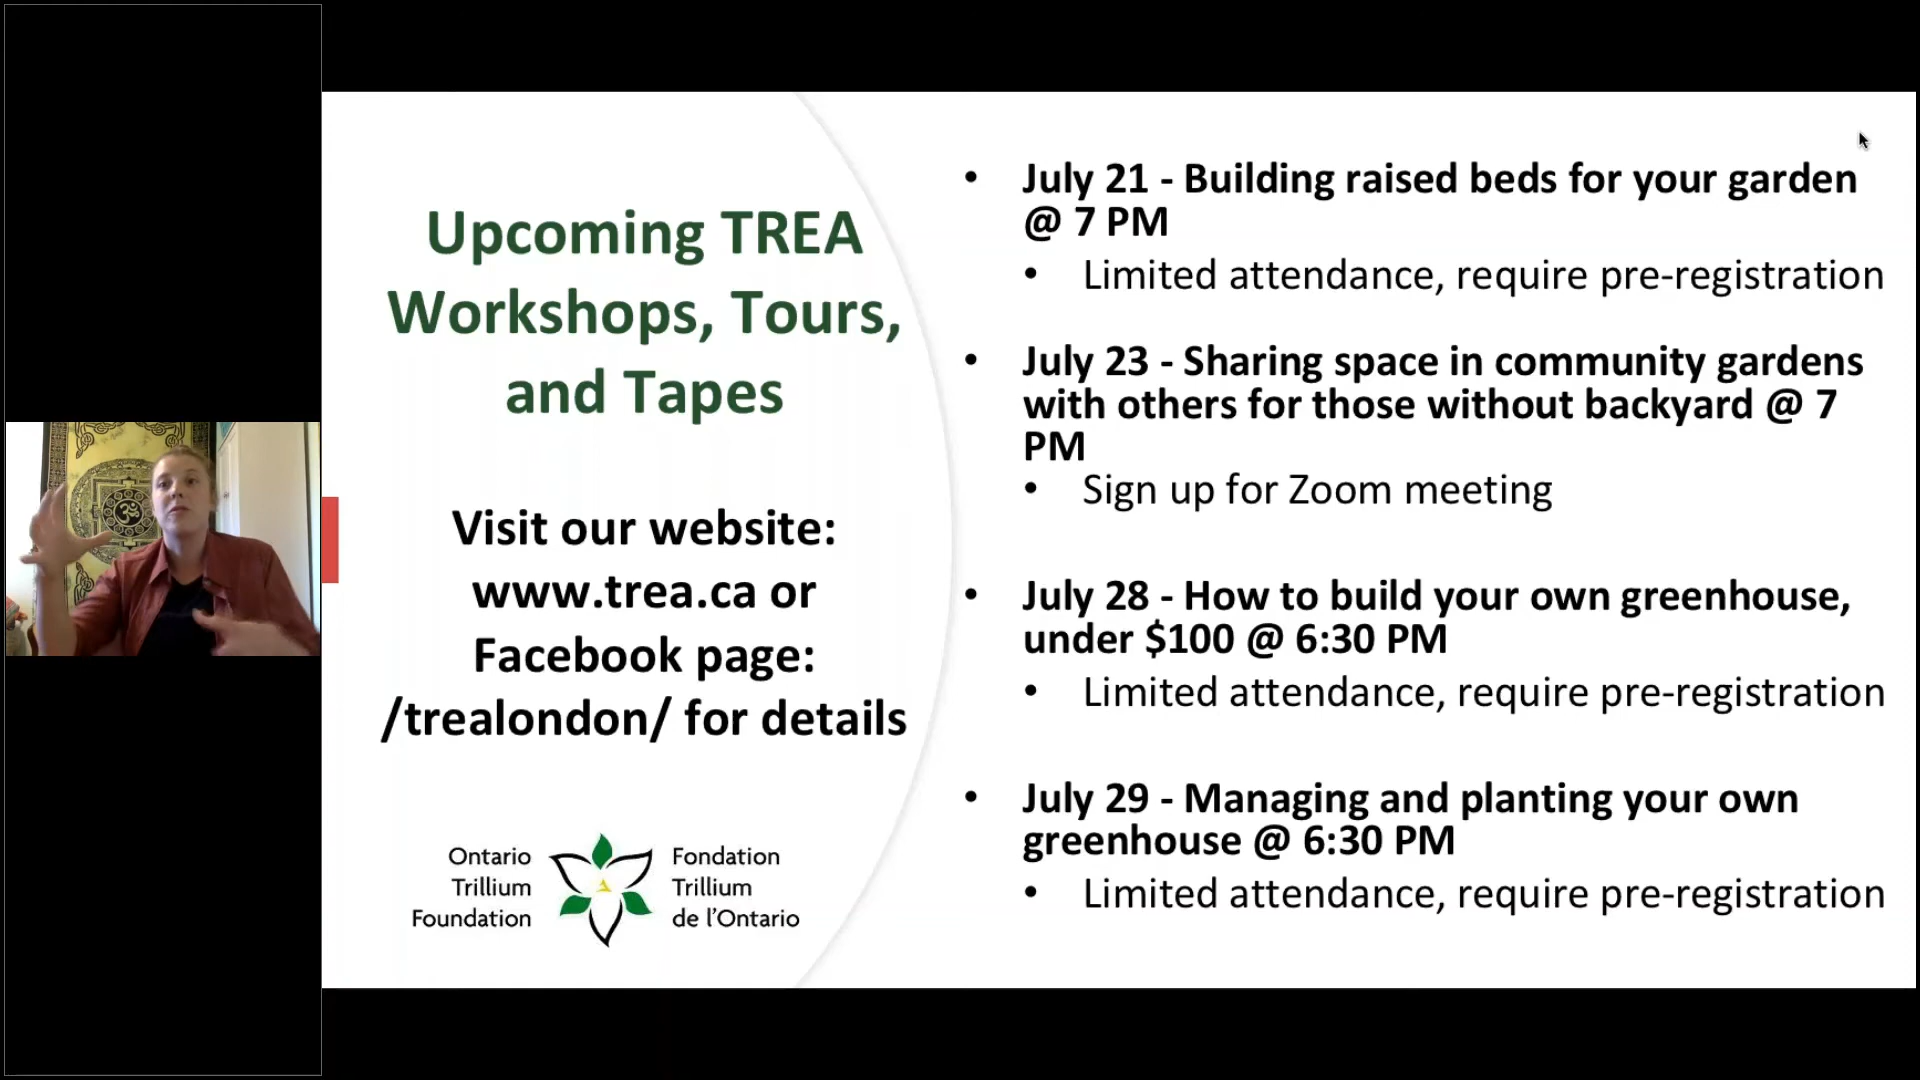 Upcoming TREA
Workshops, Tours,
and Tapes
Visit our website:
www.trea.ca or
Facebook page:
/trealondon/ for details
Ontario
Trillium
Foundation
Fondation
Trillium
de l'Ontario
• July 21 - Building raised beds for your garden
@ 7 PM
• Limited attendance, require pre-registration
• July 23 - Sharing space in community gardens
with others for those without backyard @ 7
PM
• Sign up for Zoom meeting
• July 28 - How to build your own greenhouse,
under $100 @ 6:30 PM
• Limited attendance, require pre-registration
• July 29 - Managing and planting your own
greenhouse @ 6:30 PM
• Limited attendance, require pre-registration
ॐ